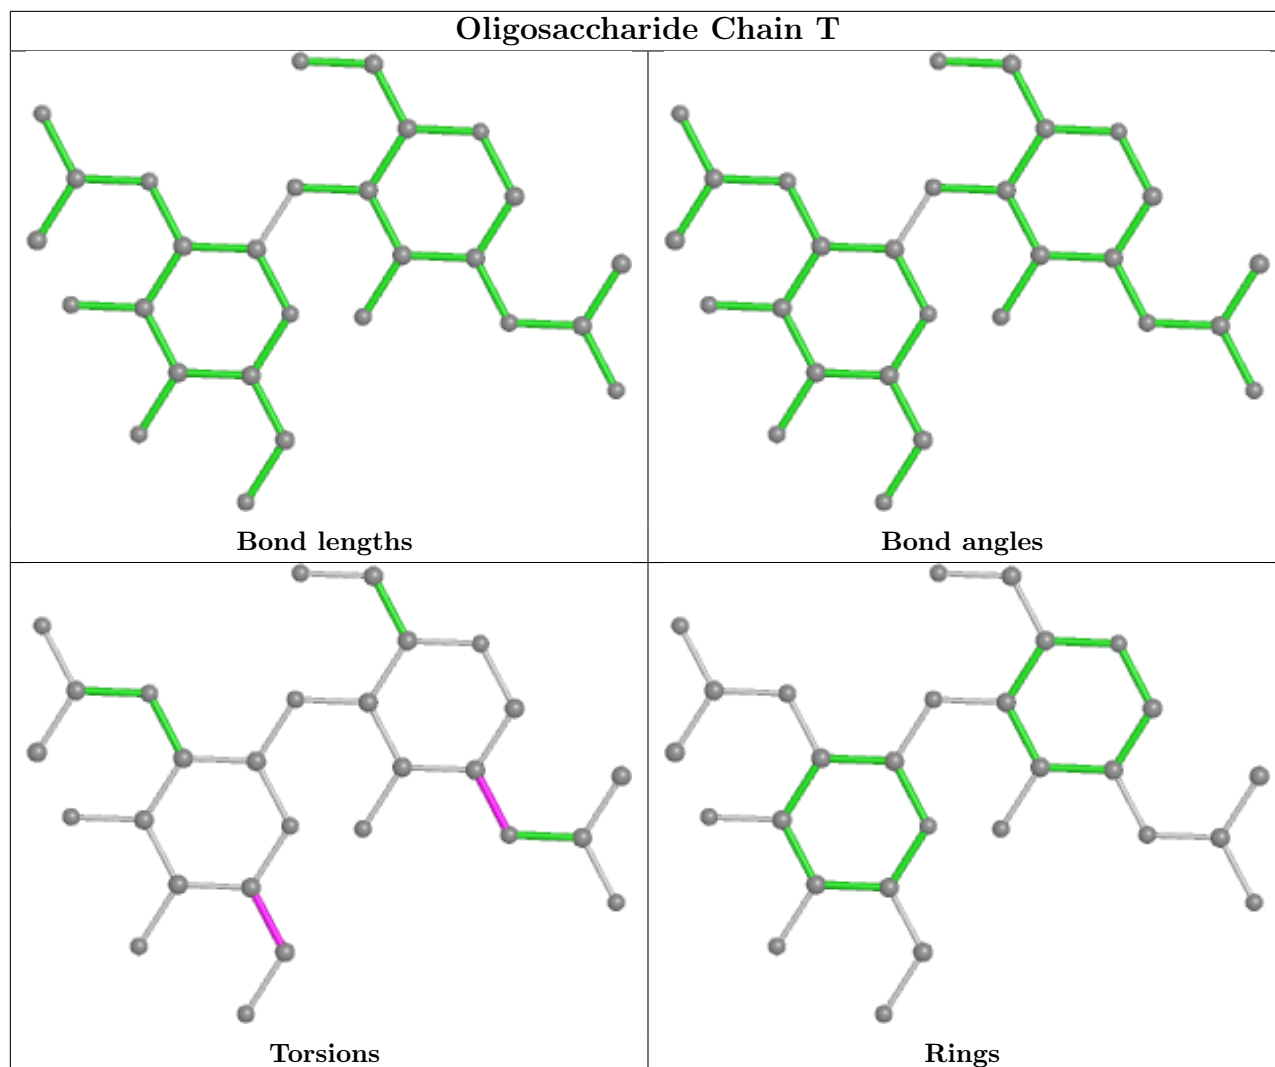 Oligosaccharide Chain T
Bond lengths
Bond angles
Torsions
Rings